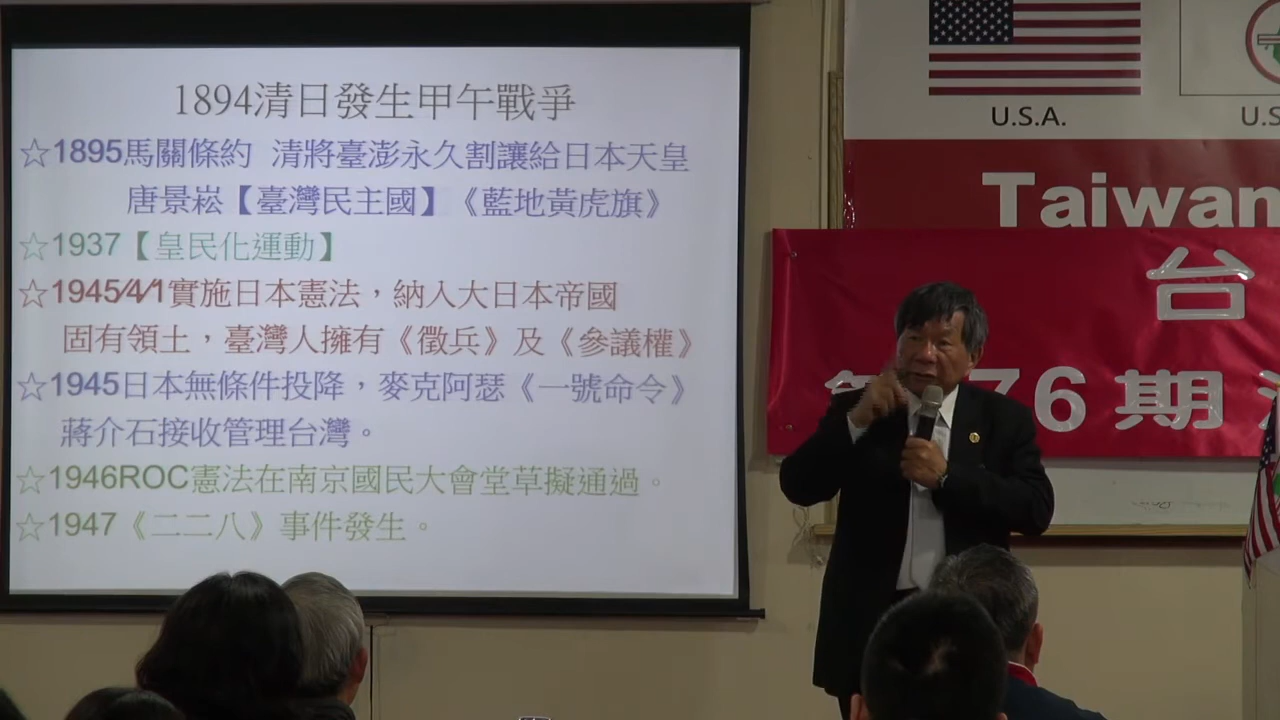 1894清日發生甲午戰爭
☆1895馬關條約 清將臺澎永久割讓給日本天皇
唐景崧【臺灣民主國】《藍地黃虎旗》
☆1937【皇民化運動】
☆1945/4/1實施日本憲法，納入大日本帝國
固有領土，臺灣人擁有《徵兵》及《參議權》
☆1945日本無條件投降，麥克阿瑟《一號命令》
蔣介石接收管理台灣。
☆1946ROC憲法在南京國民大會堂草擬通過。
☆1947《二二八》事件發生。
U.S.A.
U.S
Taiwan
台
76期